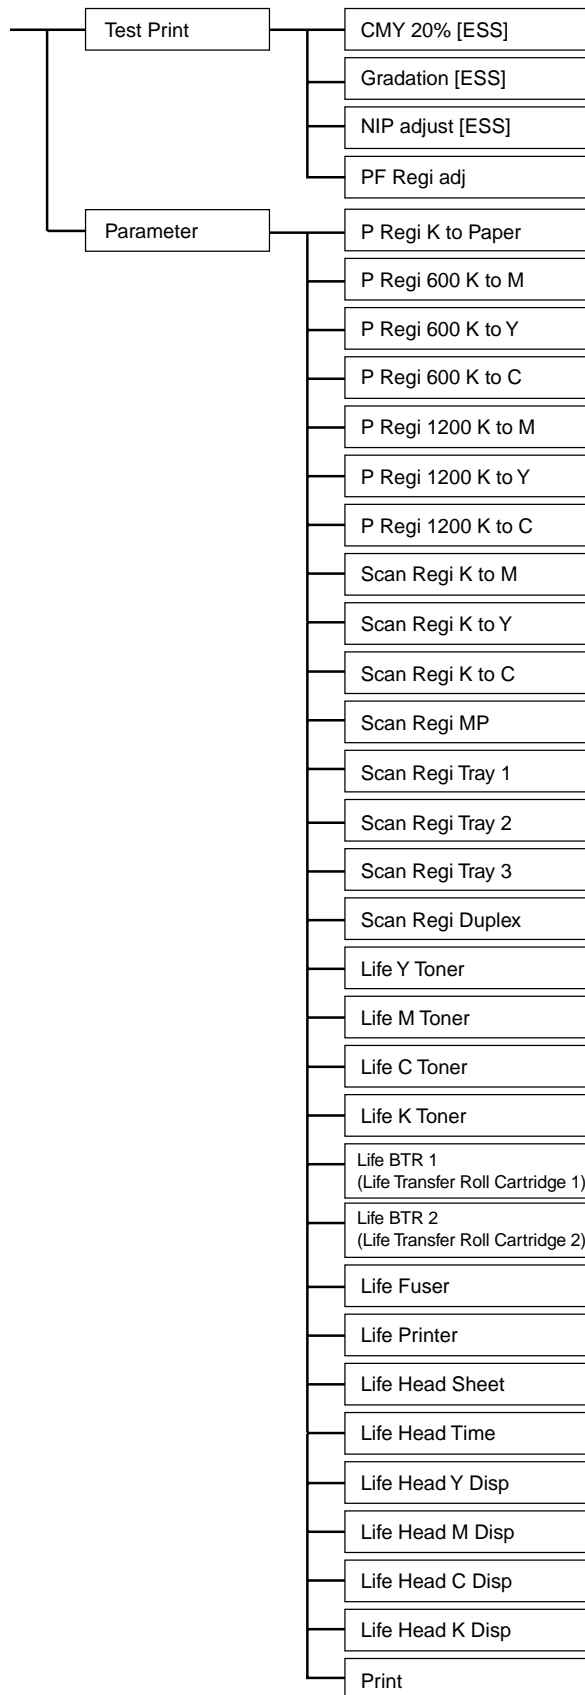 Test Print
CMY 20% [ESS]
Gradation [ESS]
NIP adjust [ESS]
PF Regi adj
Parameter
P Regi K to Paper
P Regi 600 K to M
P Regi 600 K to Y
P Regi 600 K to C
P Regi 1200 K to M
P Regi 1200 K to Y
P Regi 1200 K to C
Scan Regi K to M
Scan Regi K to Y
Scan Regi K to C
Scan Regi MP
Scan Regi Tray 1
Scan Regi Tray 2
Scan Regi Tray 3
Scan Regi Duplex
Life Y Toner
Life M Toner
Life C Toner
Life K Toner
Life BTR 1
(Life Transfer Roll Cartridge 1)
Life BTR 2
(Life Transfer Roll Cartridge 2)
Life Fuser
Life Printer
Life Head Sheet
Life Head Time
Life Head Y Disp
Life Head M Disp
Life Head C Disp
Life Head K Disp
Print